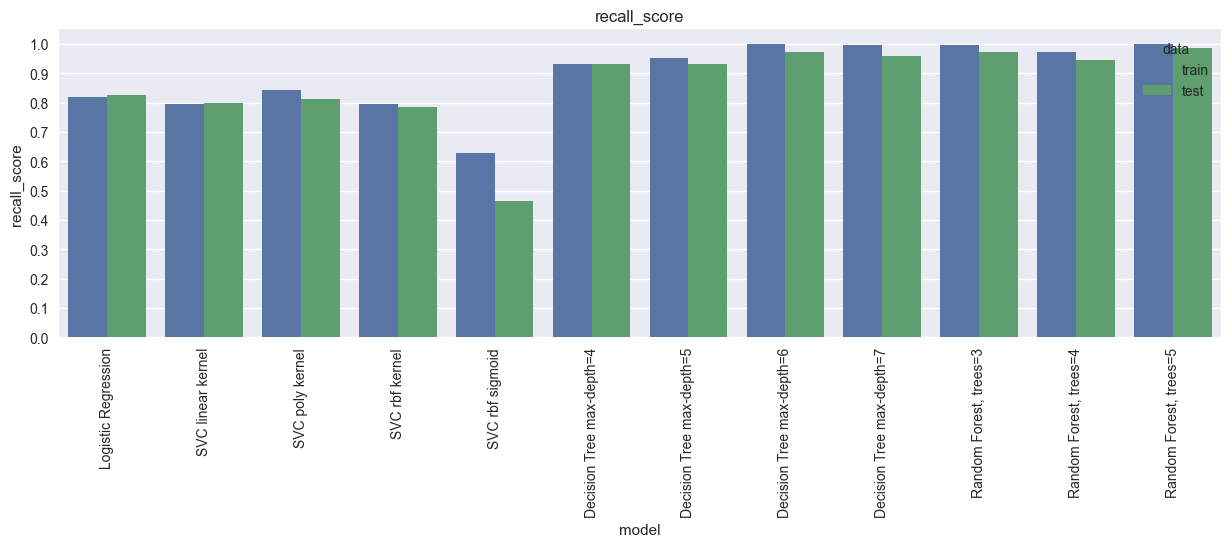 recall_score
recall_score
1.0
0.9
0.8
0.7
0.6
0.5
0.4
0.3
0.2
0.1
0.0
data
train
test
Logistic Regression
SVC linear kernel
SVC poly kernel
SVC rbf kernel
SVC rbf sigmoid
Decision Tree max-depth=4
Decision Tree max-depth=5
Decision Tree max-depth=6
Decision Tree max-depth=7
Random Forest, trees=3
Random Forest, trees=4
Random Forest, trees=5
model